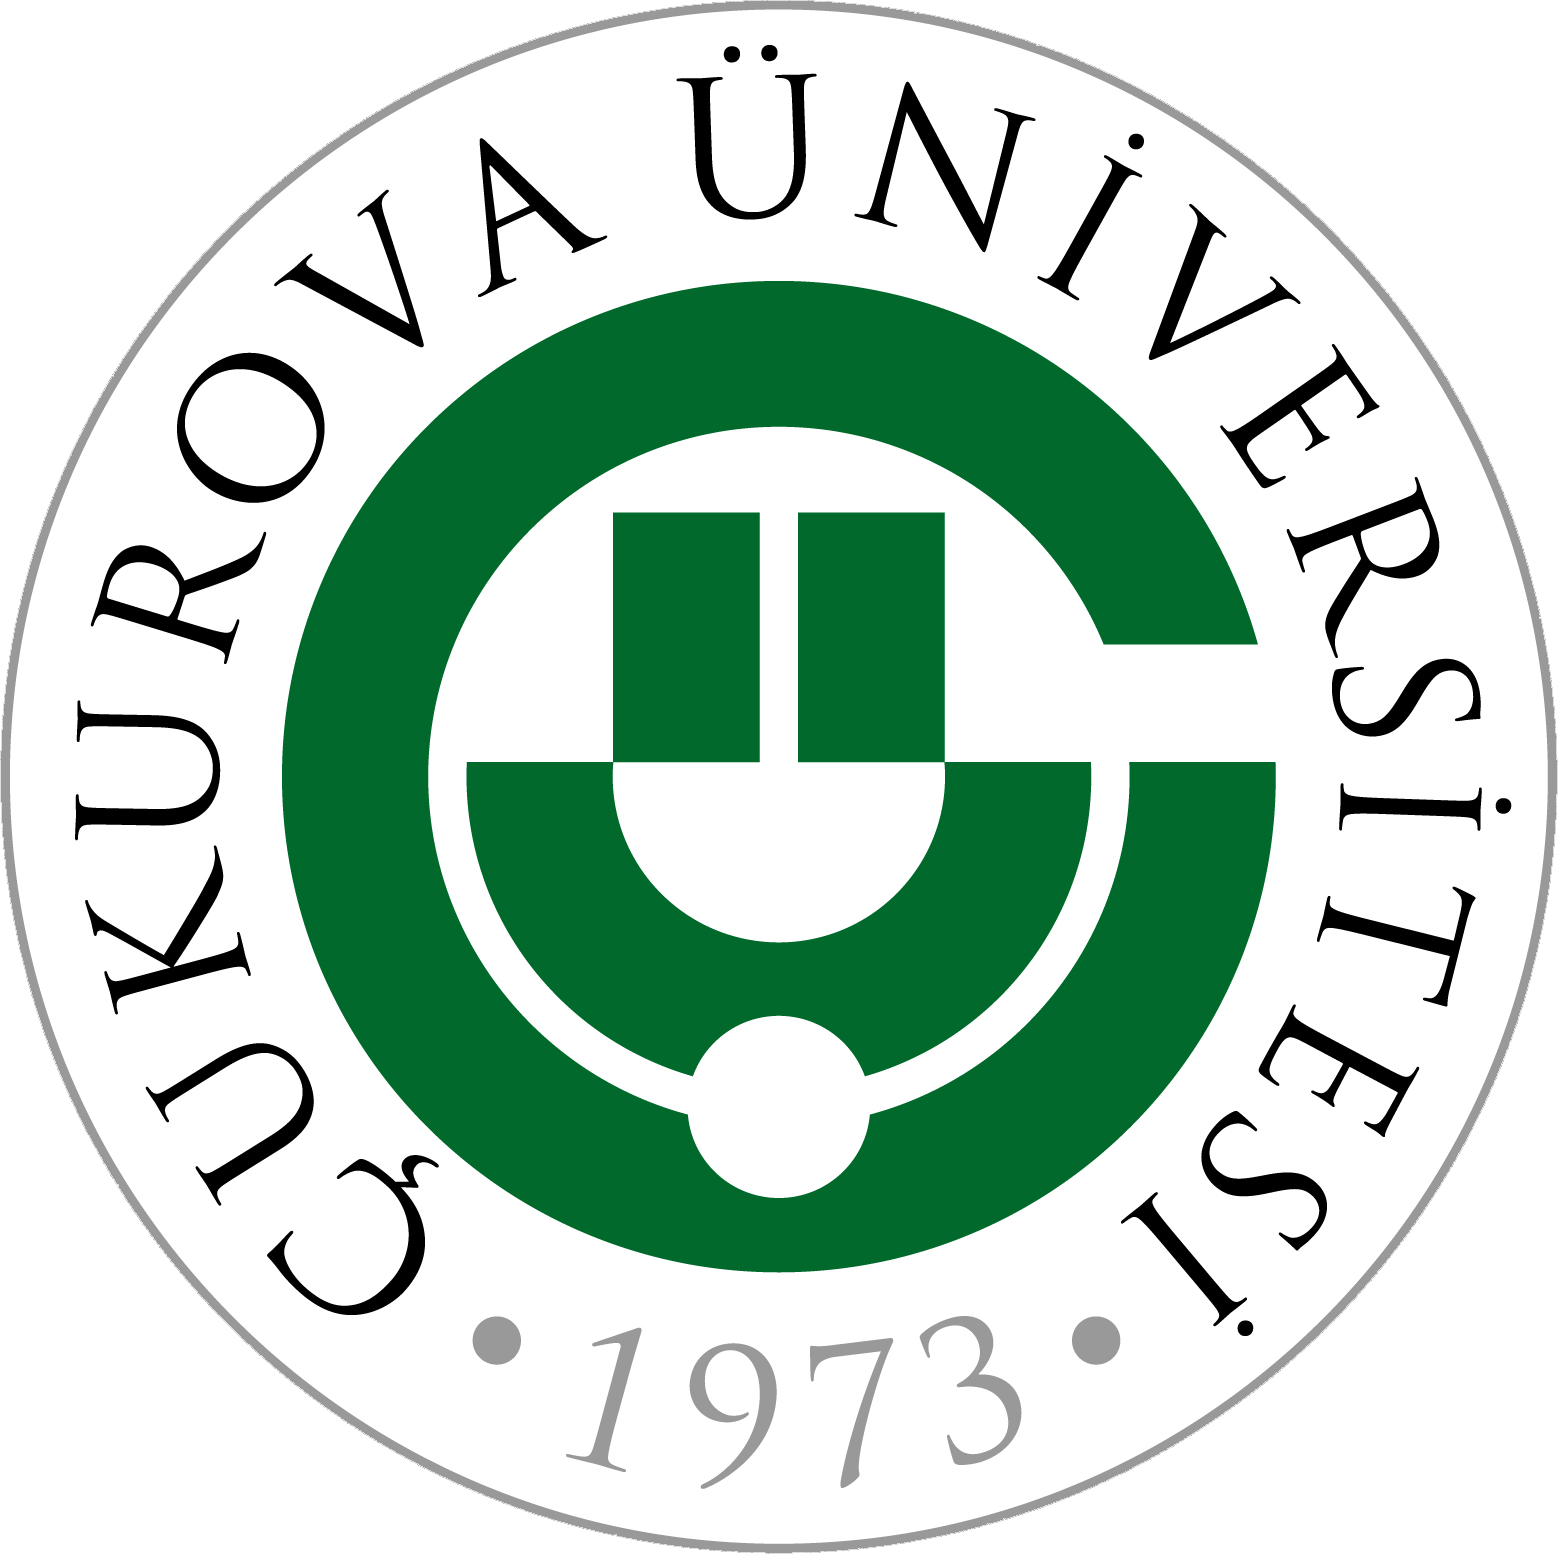 ÇUKUROVA ÜNİVERSİTESİ
• 1973 •